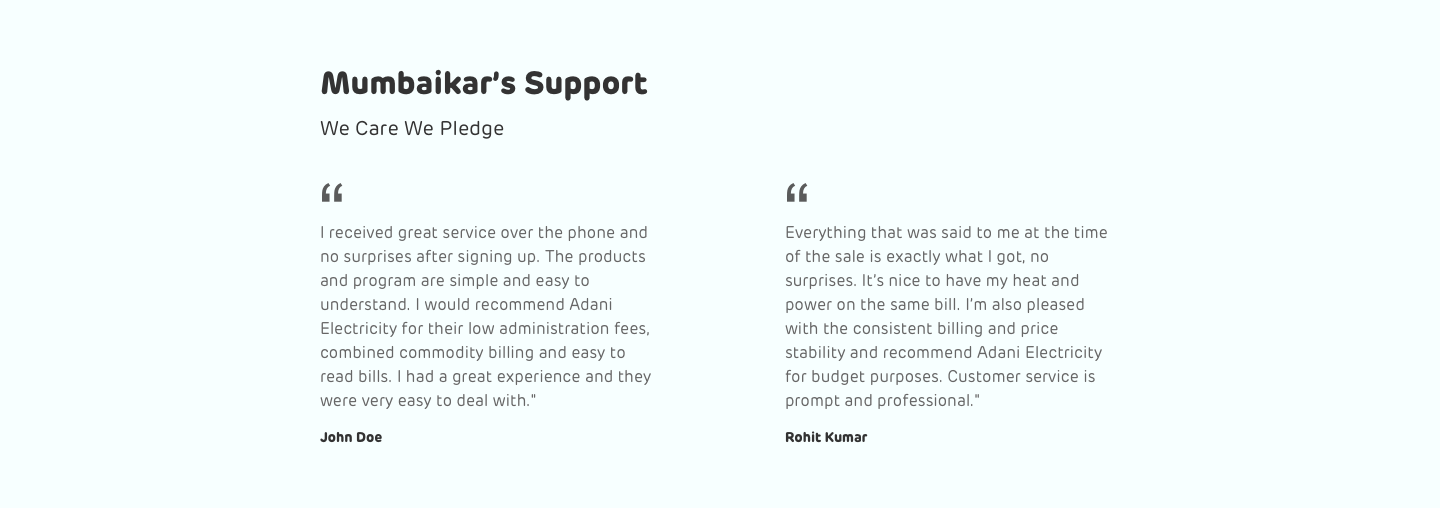 Mumbaikar’s Support
We Care We Pledge
“
I received great service over the phone and
no surprises after signing up. The products
and program are simple and easy to
understand. I would recommend Adani
Electricity for their low administration fees,
combined commodity billing and easy to
read bills. I had a great experience and they
were very easy to deal with."
John Doe
“
Everything that was said to me at the time
of the sale is exactly what I got, no
surprises. It’s nice to have my heat and
power on the same bill. I’m also pleased
with the consistent billing and price
stability and recommend Adani Electricity
for budget purposes. Customer service is
prompt and professional."
Rohit Kumar